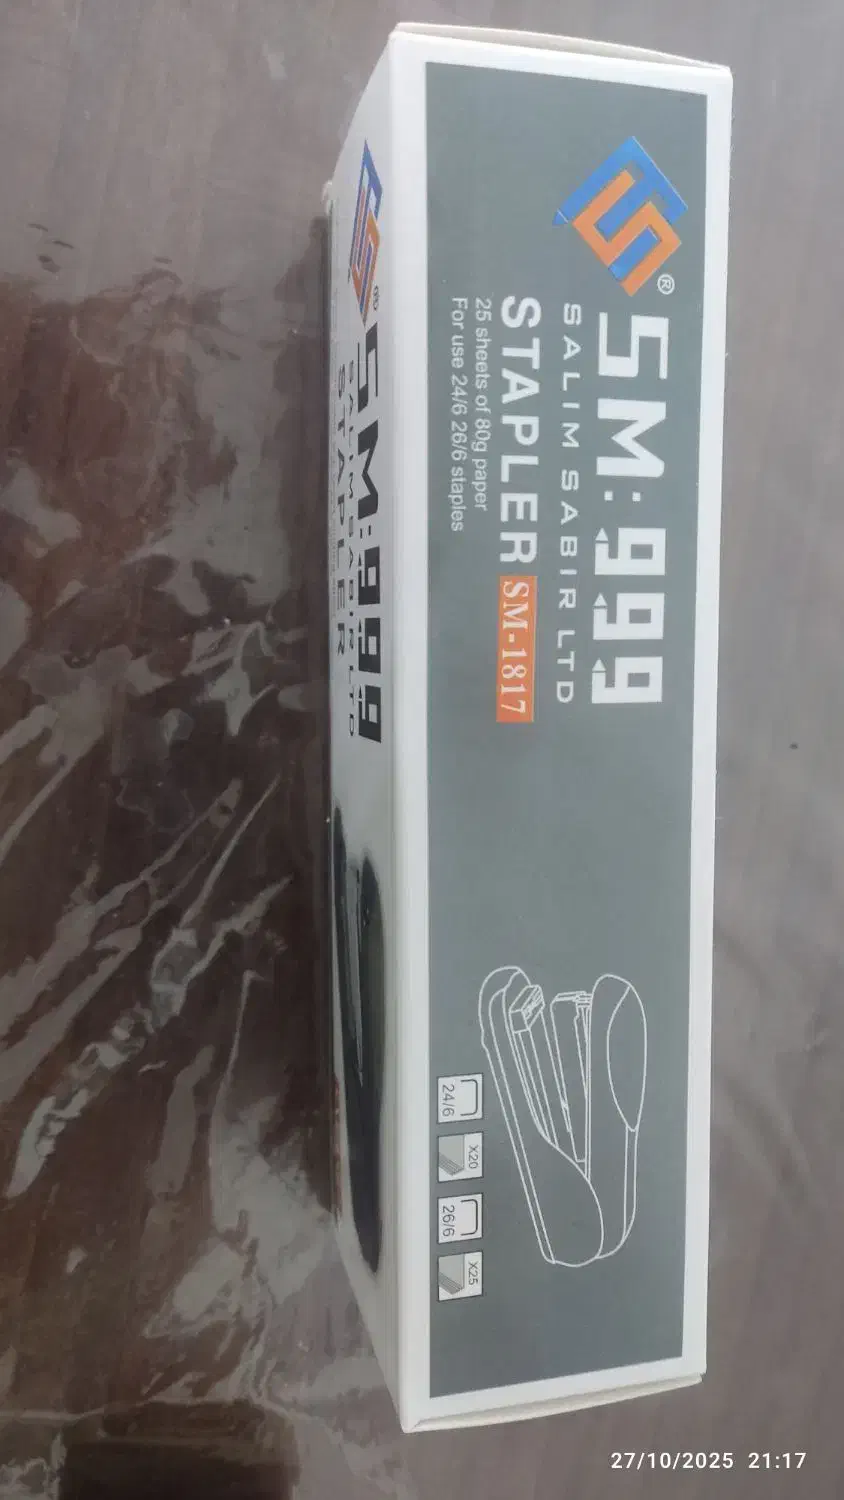 ®
SM:999
SALIM SABIR LTD
STAPLER SM-1817
25 sheets of 80g paper
For use 24/6 26/6 staples
24/6
X20
26/6
X25
®
SM:999
SALIM SABIR LTD
STAPLER
27/10/2025 21:17